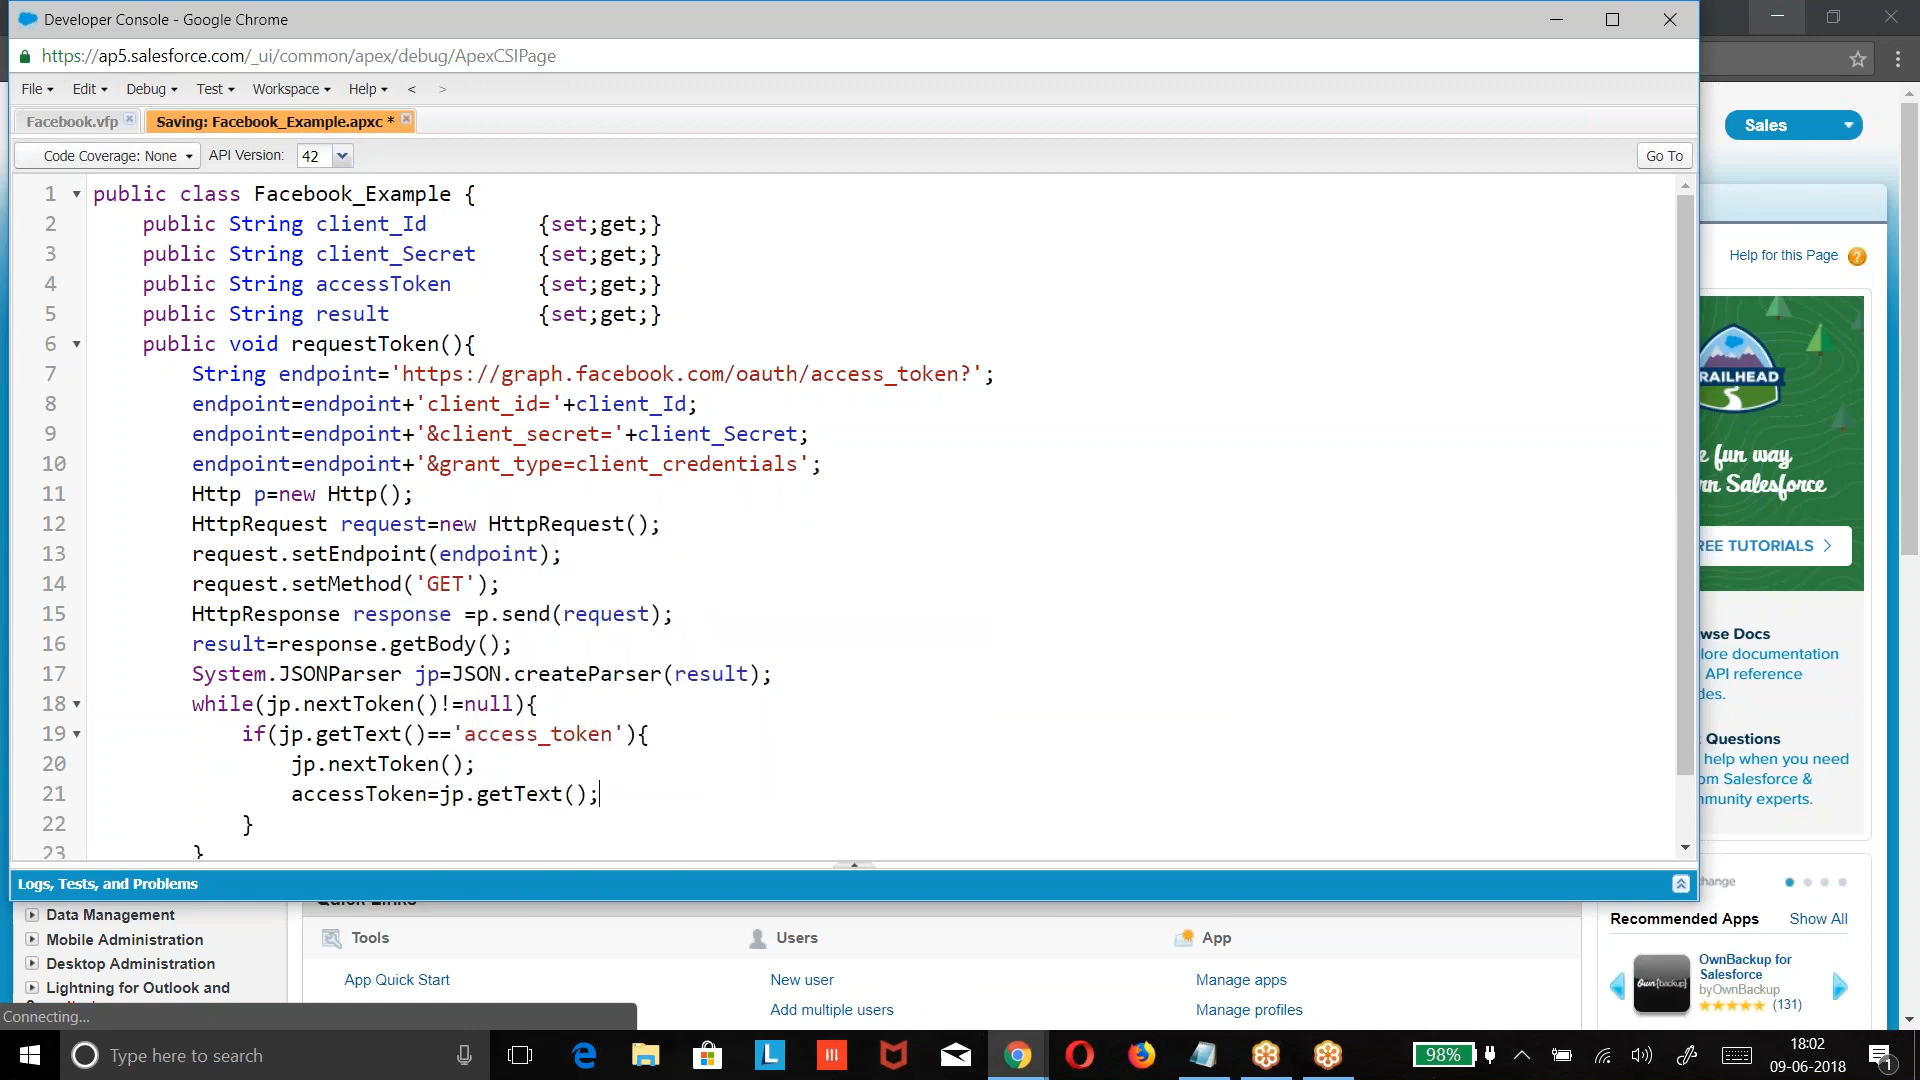 Developer Console - Google Chrome
https://ap5.salesforce.com/_ui/common/apex/debug/ApexCSIPage
File Edit Debug Test Workspace Help < >
Facebook.vfp Saving: Facebook_Example.apxc *
Code Coverage: None API Version: 42 Go To
1 public class Facebook_Example {
2 public String client_Id {set;get;}
3 public String client_Secret {set;get;}
4 public String accessToken {set;get;}
5 public String result {set;get;}
6 public void requestToken(){
7 String endpoint='https://graph.facebook.com/oauth/access_token?';
8 endpoint=endpoint+'client_id='+client_Id;
9 endpoint=endpoint+'&client_secret='+client_Secret;
10 endpoint=endpoint+'&grant_type=client_credentials';
11 Http p=new Http();
12 HttpRequest request=new HttpRequest();
13 request.setEndpoint(endpoint);
14 request.setMethod('GET');
15 HttpResponse response =p.send(request);
16 result=response.getBody();
17 System.JSONParser jp=JSON.createParser(result);
18 while(jp.nextToken()!=null){
19 if(jp.getText()=='access_token'){
20 jp.nextToken();
21 accessToken=jp.getText();
22 }
23 }
Logs, Tests, and Problems
Sales
Help for this Page ?
RAILHEAD
e fun way
rn Salesforce
REE TUTORIALS >
wse Docs
lore documentation
API reference
des.
Questions
help when you need
om Salesforce &
mmunity experts.
hange
Recommended Apps Show All
OwnBackup for
Salesforce
byOwnBackup
(131)
Own{backup}
Data Management
Mobile Administration
Desktop Administration
Lightning for Outlook and
Quick Links
Tools Users App
App Quick Start New user Manage apps
Add multiple users Manage profiles
Connecting...
Type here to search
98%
18:02
09-06-2018
1